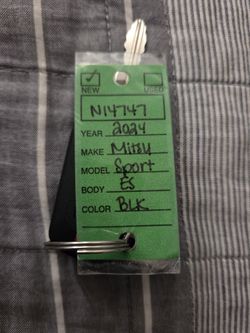 NEW USED
N14747
YEAR 2024
MAKE Mitsu
MODEL Sport
BODY ES
COLOR BLK